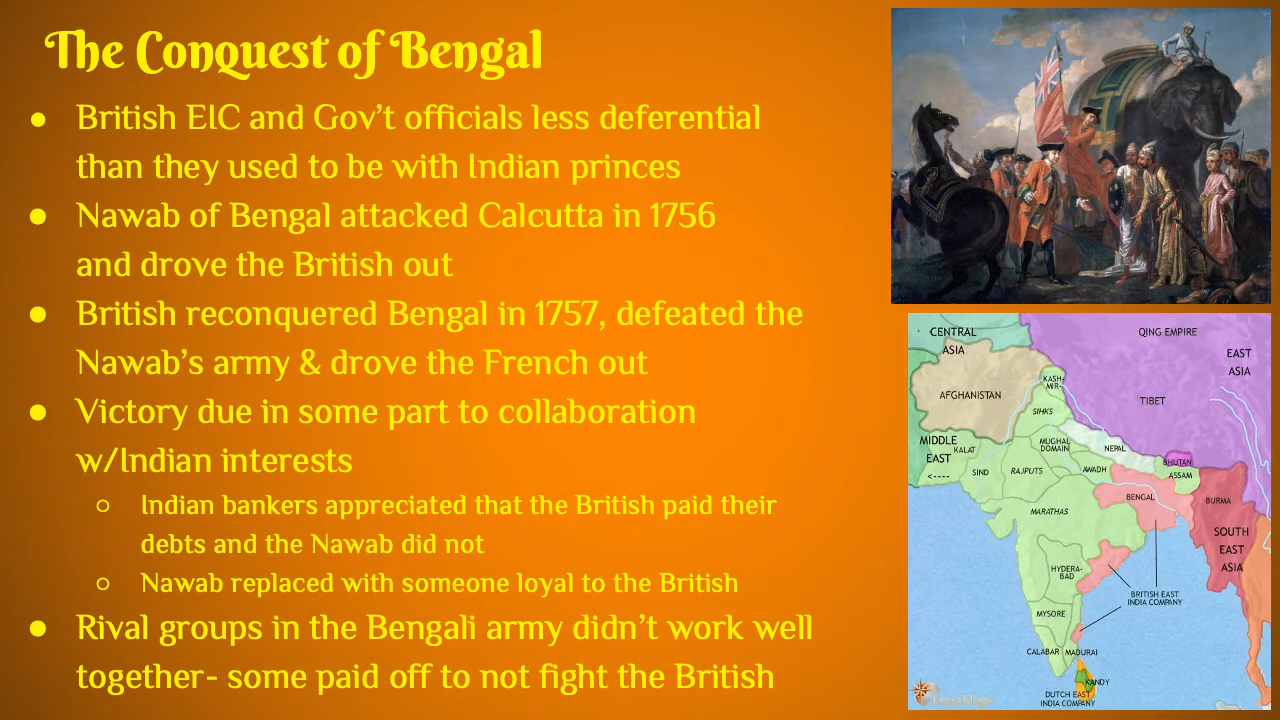 The Conquest of Bengal
● British EIC and Gov’t officials less deferential
than they used to be with Indian princes
● Nawab of Bengal attacked Calcutta in 1756
and drove the British out
● British reconquered Bengal in 1757, defeated the
Nawab’s army & drove the French out
● Victory due in some part to collaboration
w/Indian interests
○ Indian bankers appreciated that the British paid their
debts and the Nawab did not
○ Nawab replaced with someone loyal to the British
● Rival groups in the Bengali army didn’t work well
together- some paid off to not fight the British
CENTRAL
ASIA
QING EMPIRE
EAST
ASIA
KASH-
MIR-
AFGHANISTAN
TIBET
SIHKS
MIDDLE
EAST
<----
KALAT
MUGHAL
DOMAIN
NEPAL
BHUTAN
SIND
RAJPUTS
AWADH
ASSAM
BENGAL
BURMA
MARATHAS
SOUTH
EAST
ASIA
HYDERA-
BAD
BRITISH EAST
INDIA COMPANY
MYSORE
CALABAR
MADURAI
KANDY
DUTCH EAST
INDIA COMPANY